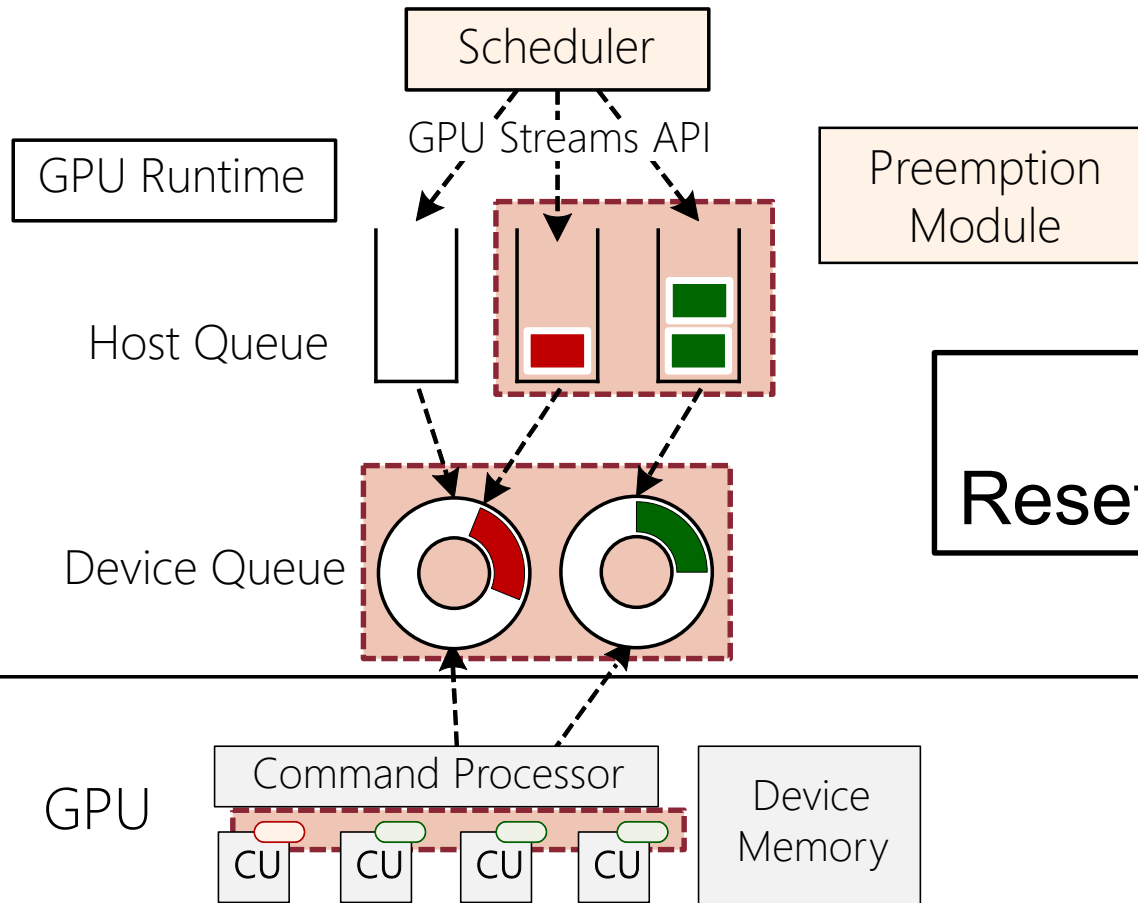 Scheduler
GPU Streams API
GPU Runtime
Preemption
Module
Host Queue
Device Queue
Command Processor
GPU
Device
Memory
CU
CU
CU
CU